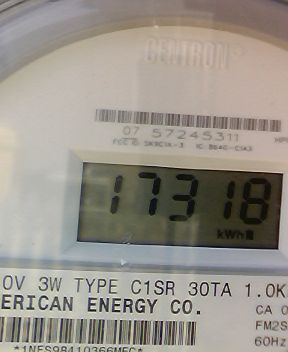 CENTRON
07 57245311
17318
kWh
0V 3W TYPE C1SR 30TA 1.0K
ERICAN ENERGY CO.
CA 0
FM2S
60Hz